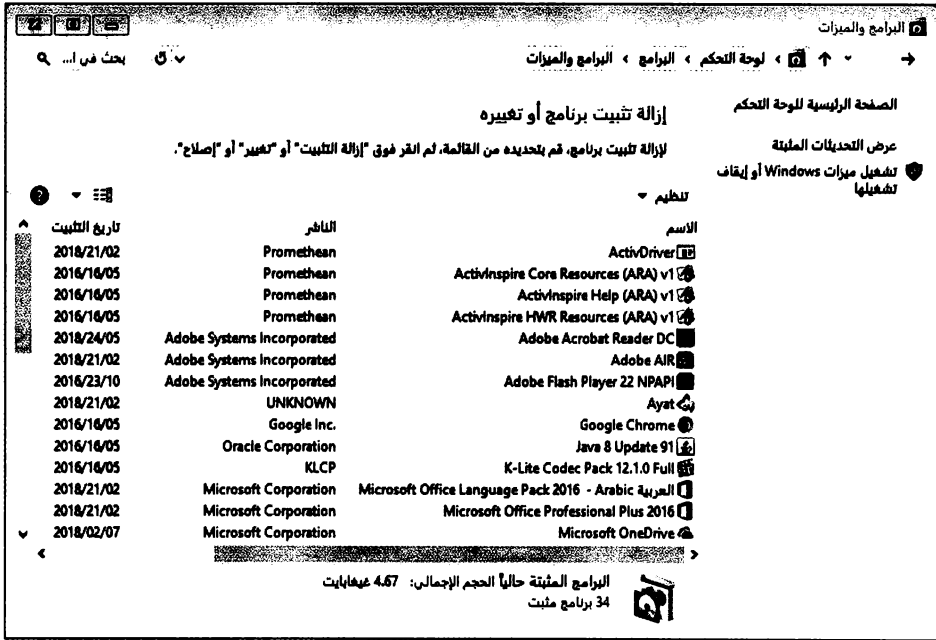 البرامج والميزات
لوحة التحكم › البرامج › البرامج والميزات
بحث في ا...
الصفحة الرئيسية للوحة التحكم
عرض التحديثات المثبتة
تشغيل ميزات Windows أو إيقاف
تشغيلها
إزالة تثبيت برنامج أو تغييره
لإزالة تثبيت برنامج، قم بتحديده من القائمة، ثم انقر فوق "إزالة التثبيت" أو "تغيير" أو "إصلاح".
تنظيم
الاسم الناشر تاريخ التثبيت
ActivDriver Promethean 2018/21/02
ActivInspire Core Resources (ARA) v1 Promethean 2016/16/05
ActivInspire Help (ARA) v1 Promethean 2016/16/05
ActivInspire HWR Resources (ARA) v1 Promethean 2016/16/05
Adobe Acrobat Reader DC Adobe Systems Incorporated 2018/24/05
Adobe AIR Adobe Systems Incorporated 2018/21/02
Adobe Flash Player 22 NPAPI Adobe Systems Incorporated 2016/23/10
Ayat UNKNOWN 2018/21/02
Google Chrome Google Inc. 2016/16/05
Java 8 Update 91 Oracle Corporation 2016/16/05
K-Lite Codec Pack 12.1.0 Full KLCP 2016/16/05
Microsoft Office Language Pack 2016 - Arabic العربية Microsoft Corporation 2018/21/02
Microsoft Office Professional Plus 2016 Microsoft Corporation 2018/21/02
Microsoft OneDrive Microsoft Corporation 2018/02/07
البرامج المثبتة حالياً الحجم الإجمالي: 4.67 غيغابايت
34 برنامج مثبت